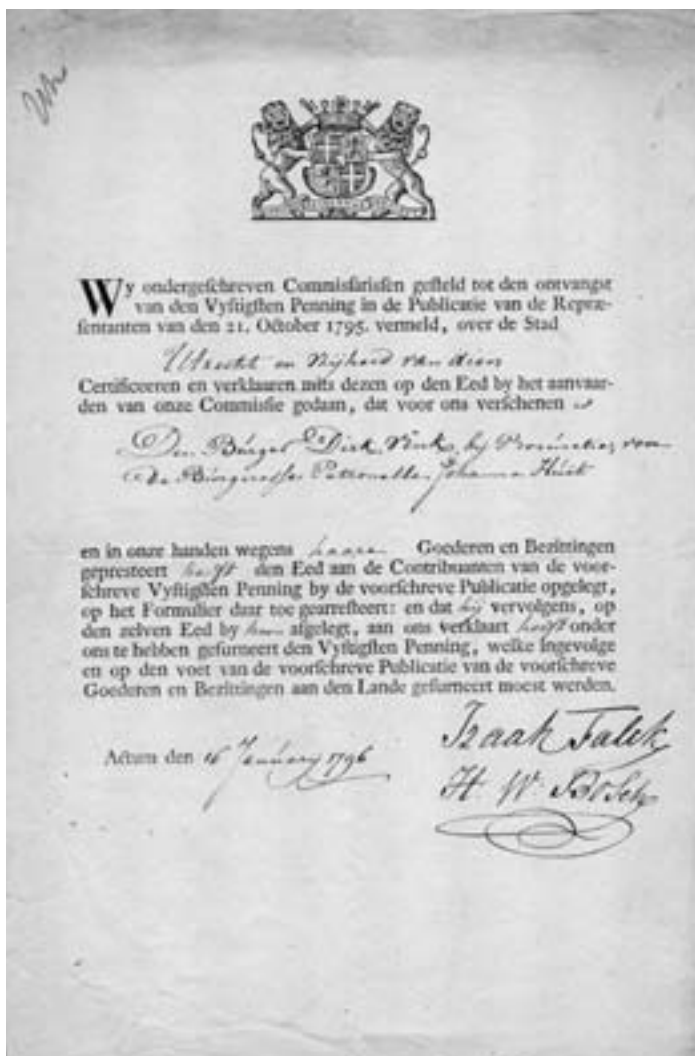 Wy ondergeschreven Commissarissen gesteld tot den ontvangst
van den Vyftigsten Penning in de Publicatie van de Repræ-
sentanten van den 21. October 1795. vermeld, over de Stad
Utrecht en Vrijheid van dien
Certificeeren en verklaaren mits dezen op den Eed by het aanvaar-
den van onze Commissie gedaan, dat voor ons verschenen is
Den Burger Dirk Vink, bij Procuratie, van
de Burgeresse Petronella Johanna
en in onze handen wegens haare Goederen en Bezittingen
gepresteert heeft den Eed aan de Contribuanten van de voor-
schreve Vyftigsten Penning by de voorschreve Publicatie opgelegt,
op het Formulier daar toe gearresteert: en dat hij vervolgens, op
den zelven Eed by hem afgelegt, aan ons verklaart heeft onder
ons te hebben gefurneert den Vyftigsten Penning, welke ingevolge
en op den voet van de voorschreve Publicatie van de voorschreve
Goederen en Bezittingen aan den Lande gefurneert moest werden.
Actum den 16 January 1796
Izaak Falck
H. W. Bosch